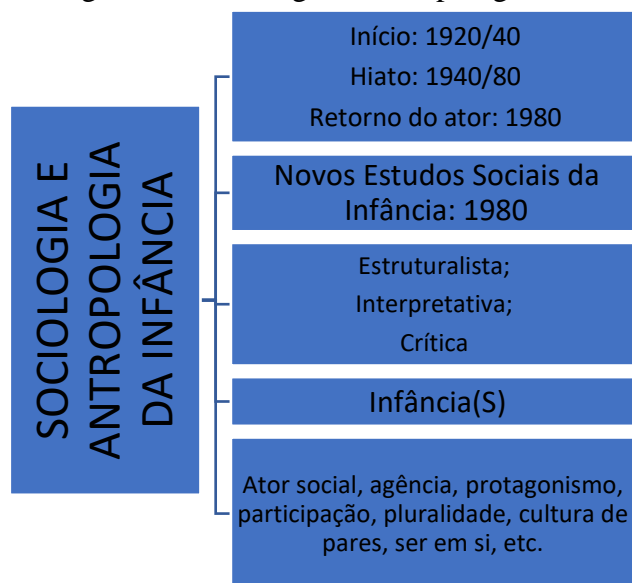 SOCIOLOGIA E
ANTROPOLOGIA
DA INFÂNCIA
Início: 1920/40
Hiato: 1940/80
Retorno do ator: 1980
Novos Estudos Sociais da
Infância: 1980
Estruturalista;
Interpretativa;
Crítica
Infância(S)
Ator social, agência, protagonismo,
participação, pluralidade, cultura de
pares, ser em si, etc.